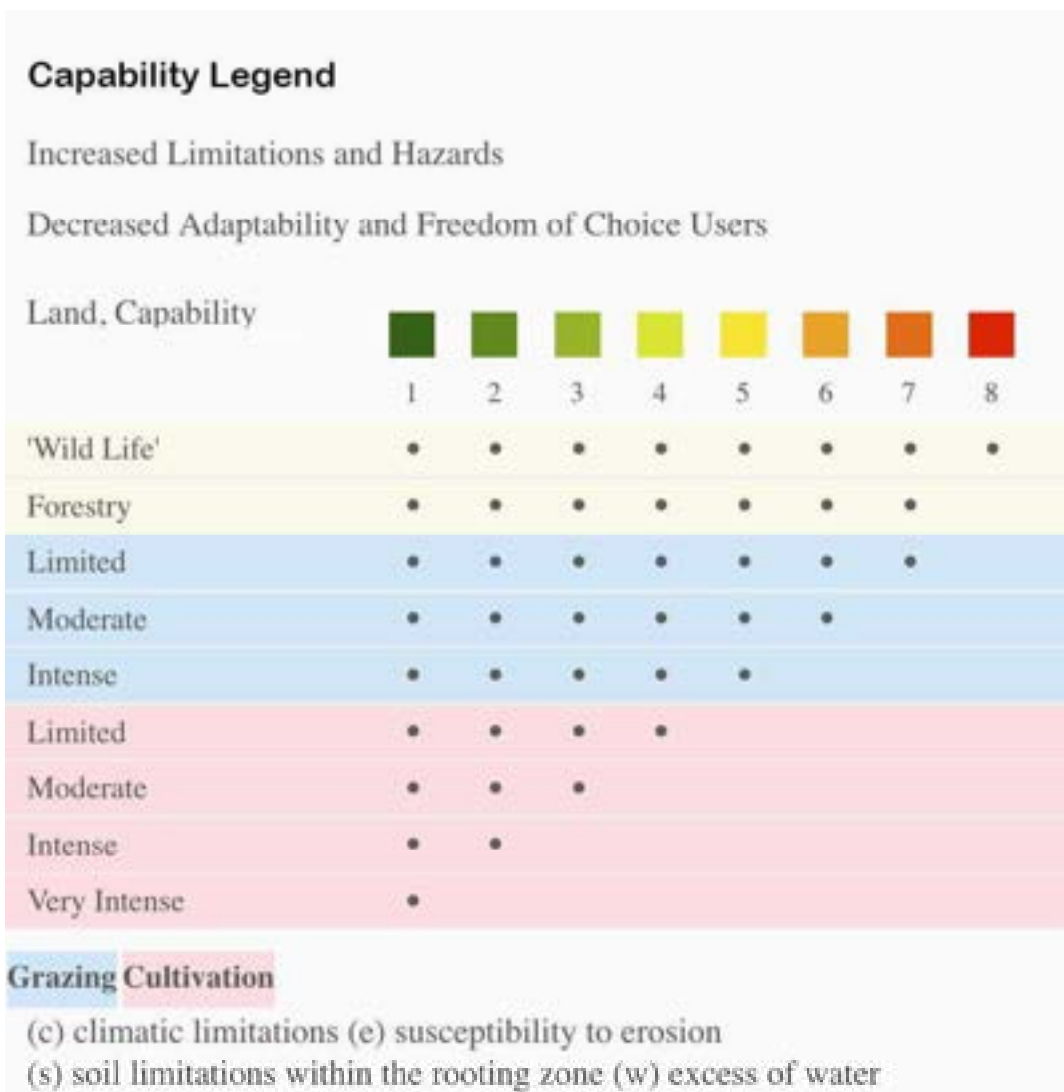 Capability Legend
Increased Limitations and Hazards
Decreased Adaptability and Freedom of Choice Users
Land, Capability
1 2 3 4 5 6 7 8
'Wild Life' • • • • • • • •
Forestry • • • • • • •
Limited • • • • • • •
Moderate • • • • • •
Intense • • • • •
Limited • • • •
Moderate • • •
Intense • •
Very Intense •
Grazing Cultivation
(c) climatic limitations (e) susceptibility to erosion
(s) soil limitations within the rooting zone (w) excess of water